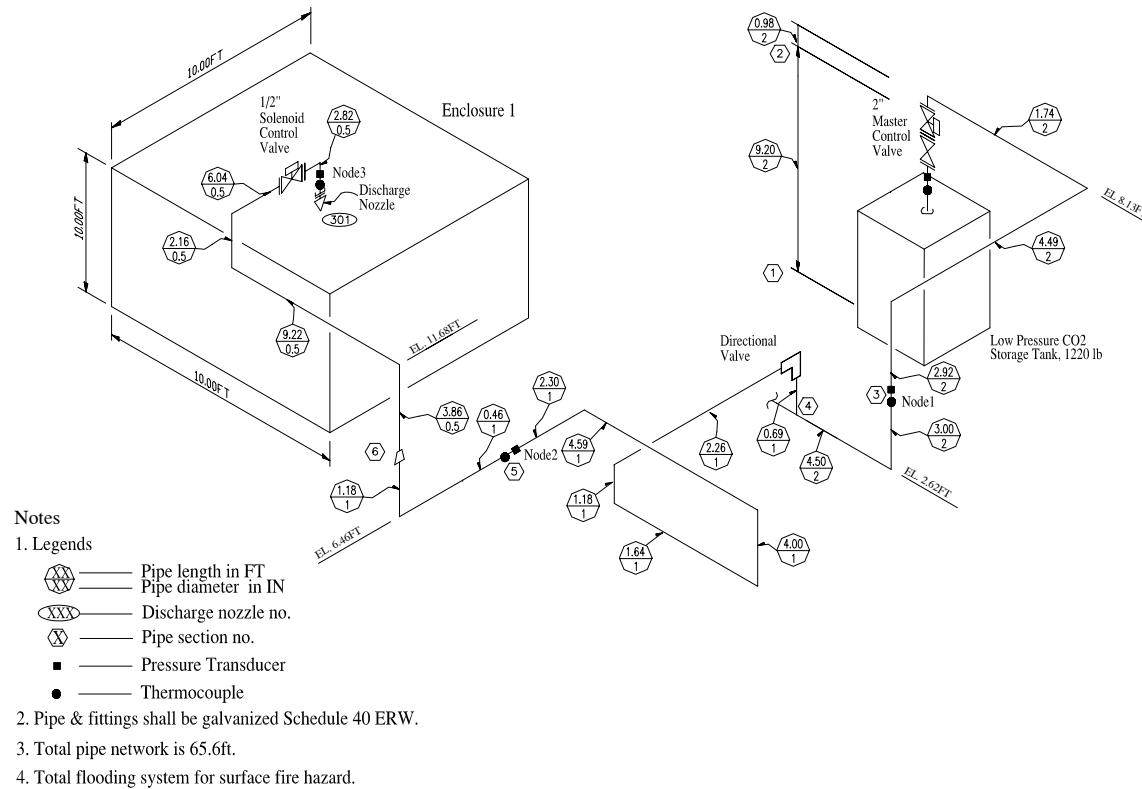 10.00FT
10.00FT
10.00FT
1/2"
Solenoid
Control
Valve
2.82
0.5
Enclosure 1
6.04
0.5
Node3
Discharge
Nozzle
301
2.16
0.5
9.22
0.5
EL. 11.68FT
3.86
0.5
6
1.18
1
EL. 6.46FT
0.46
1
2.30
1
5
Node2
4.59
1
1.18
1
1.64
1
4.00
1
2.26
1
Directional
Valve
4
0.69
1
4.50
2
0.98
2
2
9.20
2
1
2"
Master
Control
Valve
1.74
2
EL 8.13F
4.49
2
Low Pressure CO2
Storage Tank, 1220 lb
2.92
2
3
Node1
3.00
2
EL. 2.62FT
Notes
1. Legends
XX Pipe length in FT
XX Pipe diameter in IN
XXX Discharge nozzle no.
X Pipe section no.
Pressure Transducer
Thermocouple
2. Pipe & fittings shall be galvanized Schedule 40 ERW.
3. Total pipe network is 65.6ft.
4. Total flooding system for surface fire hazard.